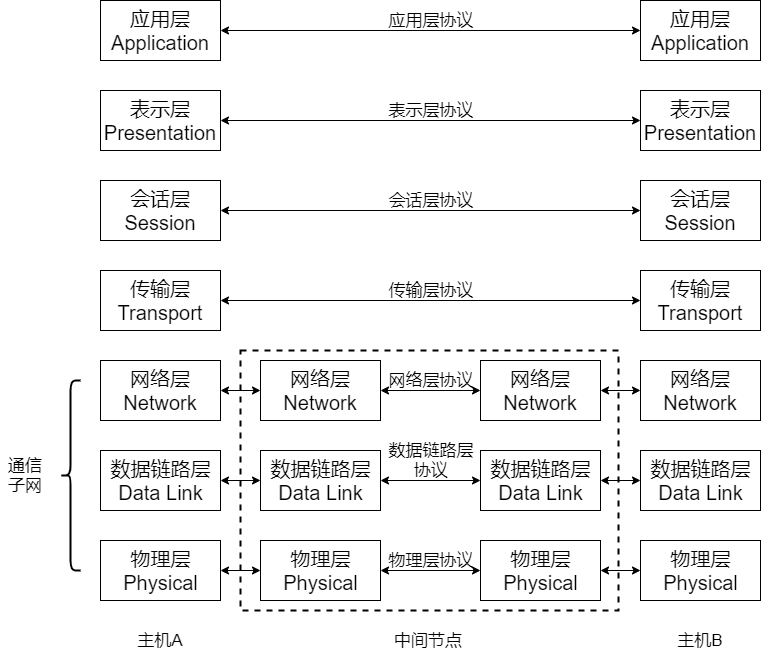 应用层
Application
应用层协议
应用层
Application
表示层
Presentation
表示层协议
表示层
Presentation
会话层
Session
会话层协议
会话层
Session
传输层
Transport
传输层协议
传输层
Transport
网络层
Network
网络层
Network
网络层协议
网络层
Network
网络层
Network
通信
子网
数据链路层
Data Link
数据链路层
Data Link
数据链路层
协议
数据链路层
Data Link
数据链路层
Data Link
物理层
Physical
物理层
Physical
物理层协议
物理层
Physical
物理层
Physical
主机A
中间节点
主机B